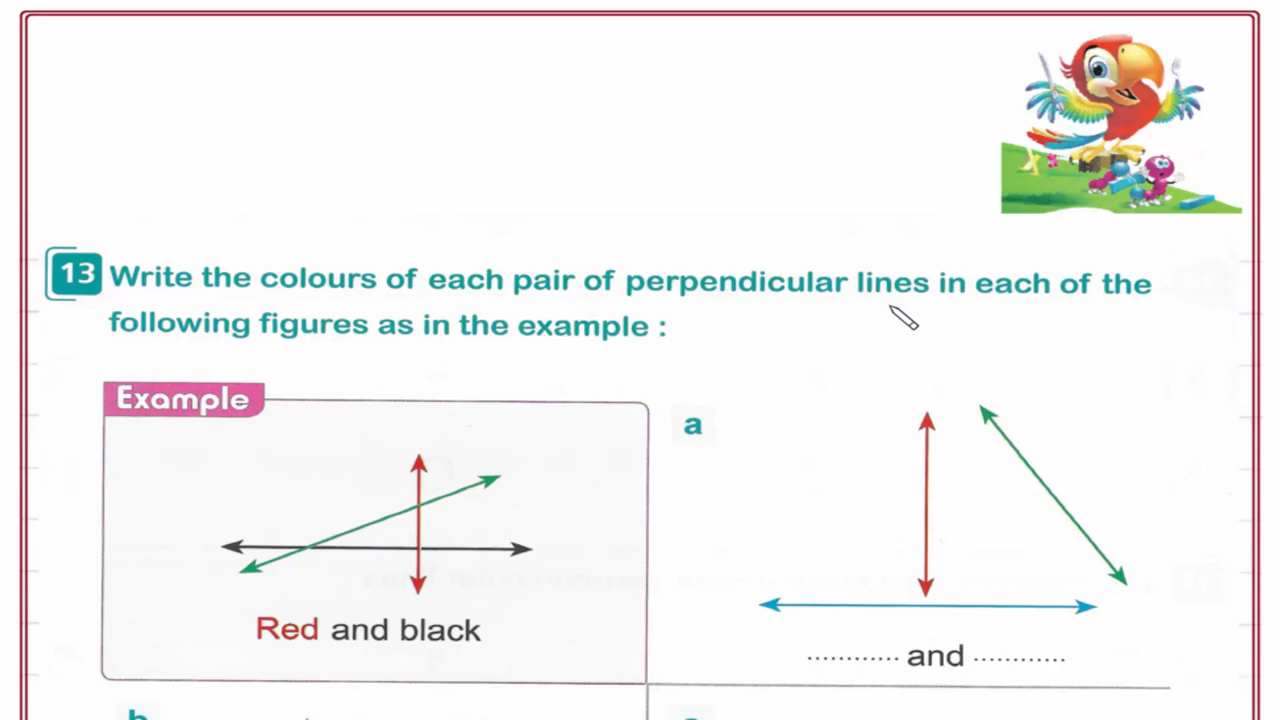 13 Write the colours of each pair of perpendicular lines in each of the
following figures as in the example :
Example
Red and black
a
............ and ............